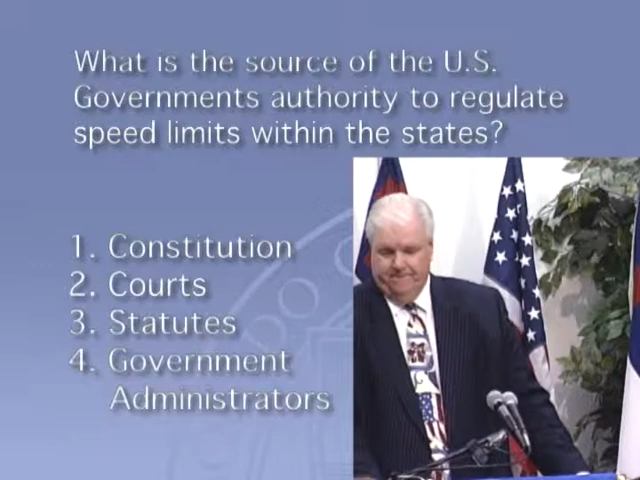 What is the source of the U.S.
Governments authority to regulate
speed limits within the states?
1. Constitution
2. Courts
3. Statutes
4. Government
Administrators